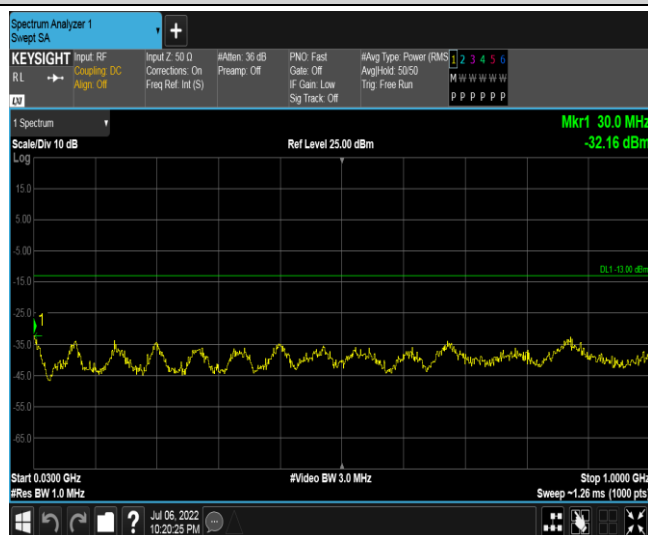 Spectrum Analyzer 1
Swept SA
+
KEYSIGHT
RL
LXI
Input: RF
Coupling: DC
Align: Off
Input Z: 50 Ω
Corrections: On
Freq Ref: Int (S)
#Atten: 36 dB
Preamp: Off
PNO: Fast
Gate: Off
IF Gain: Low
Sig Track: Off
#Avg Type: Power (RMS
Avg|Hold: 50/50
Trig: Free Run
1 2 3 4 5 6
M W W W W W
P P P P P P
1 Spectrum
Scale/Div 10 dB
Log
Ref Level 25.00 dBm
Mkr1 30.0 MHz
-32.16 dBm
15.0
5.00
-5.00
DL1 -13.00 dBm
-15.0
-25.0
1
-35.0
-45.0
-55.0
-65.0
Start 0.0300 GHz
#Res BW 1.0 MHz
#Video BW 3.0 MHz
Stop 1.0000 GHz
Sweep ~1.26 ms (1000 pts)
?
Jul 06, 2022
10:20:25 PM